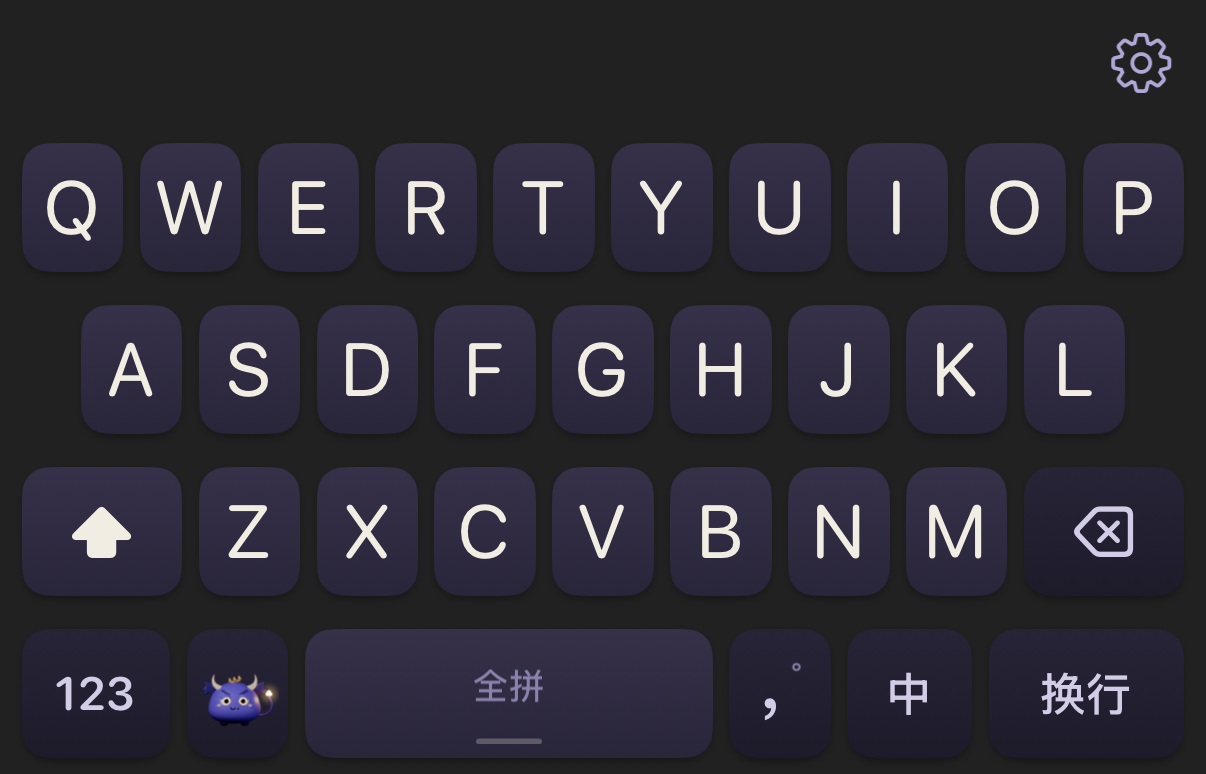 Q W E R T Y U I O P
A S D F G H J K L
Z X C V B N M
123 全拼 ， 。 中 换行